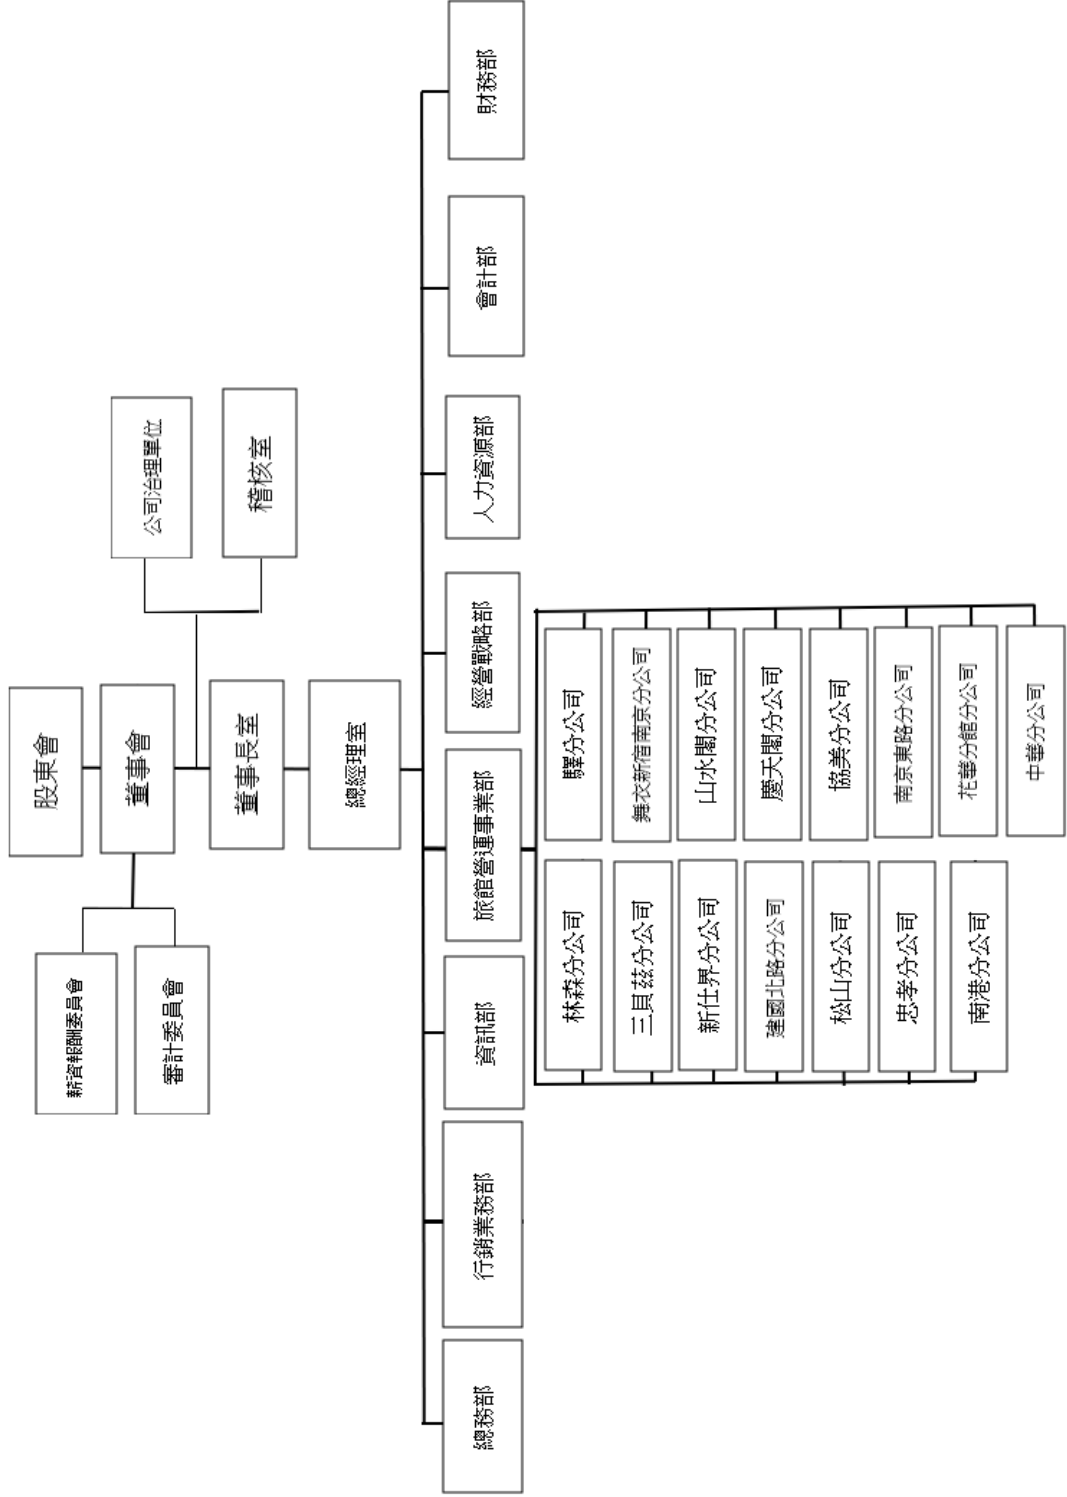 股東會
董事會
薪資報酬委員會
審計委員會
公司治理單位
稽核室
董事長室
總經理室
總務部
行銷業務部
資訊部
旅館營運事業部
經營戰略部
人力資源部
會計部
財務部
林森分公司
驛分公司
三貝茲分公司
舞衣新宿南京分公司
新仕界分公司
山水閣分公司
建國北路分公司
慶天閣分公司
松山分公司
協美分公司
忠孝分公司
南京東路分公司
南港分公司
花華分館分公司
中華分公司